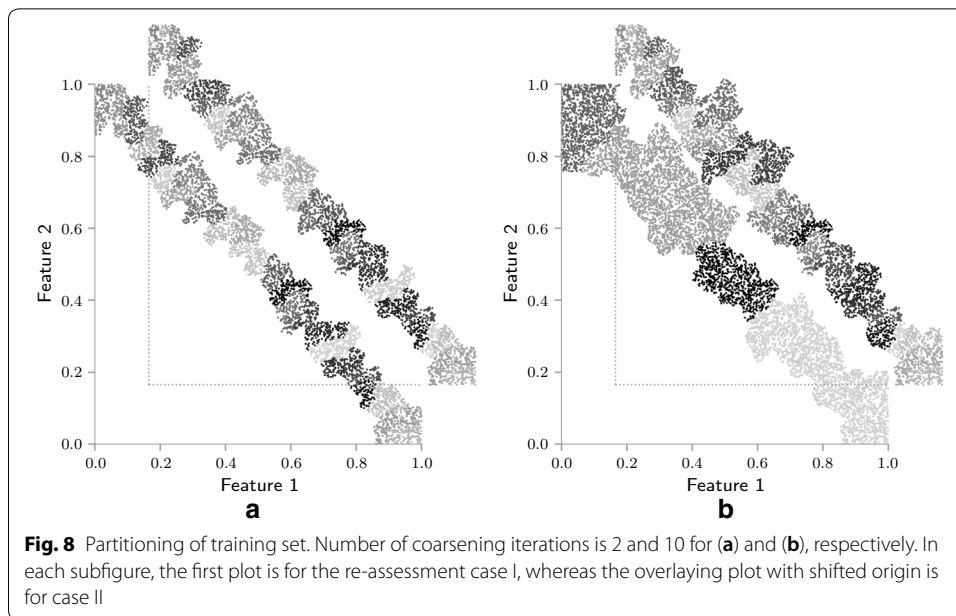 1.0
0.8
0.6
0.4
0.2
0.0
Feature 2
0.0 0.2 0.4 0.6 0.8 1.0
Feature 1
a
1.0
0.8
0.6
0.4
0.2
0.0
Feature 2
0.0 0.2 0.4 0.6 0.8 1.0
Feature 1
b
Fig. 8 Partitioning of training set. Number of coarsening iterations is 2 and 10 for (a) and (b), respectively. In
each subfigure, the first plot is for the re-assessment case I, whereas the overlaying plot with shifted origin is
for case II